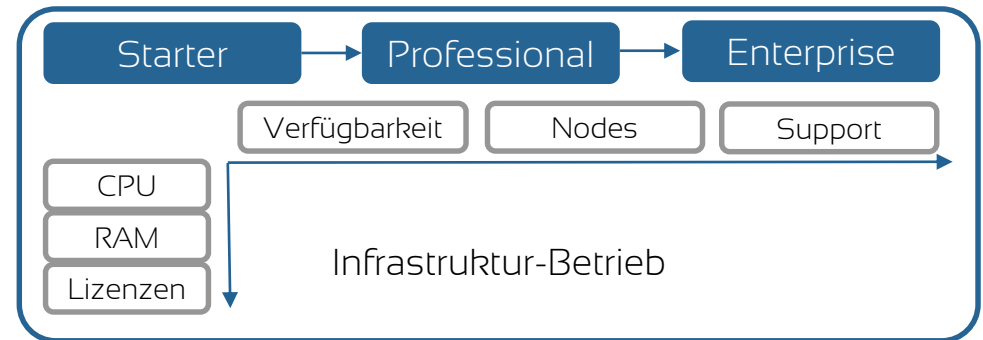 Starter
Professional
Enterprise
Verfügbarkeit
Nodes
Support
CPU
RAM
Lizenzen
Infrastruktur-Betrieb